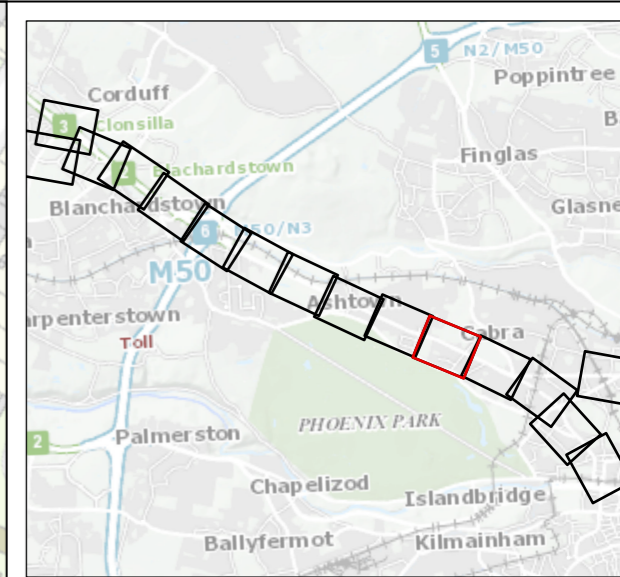 5
N2/M50
Poppintree
Corduff
3
Clonsilla
B
Finglas
Blachardstown
Blanchardstown
Glasne
6
M50/N3
M50
Ashtown
arpenterstown
Cabra
Toll
PHOENIX PARK
2
Palmerston
Chapelizod
Islandbridge
Ballyfermot
Kilmainham